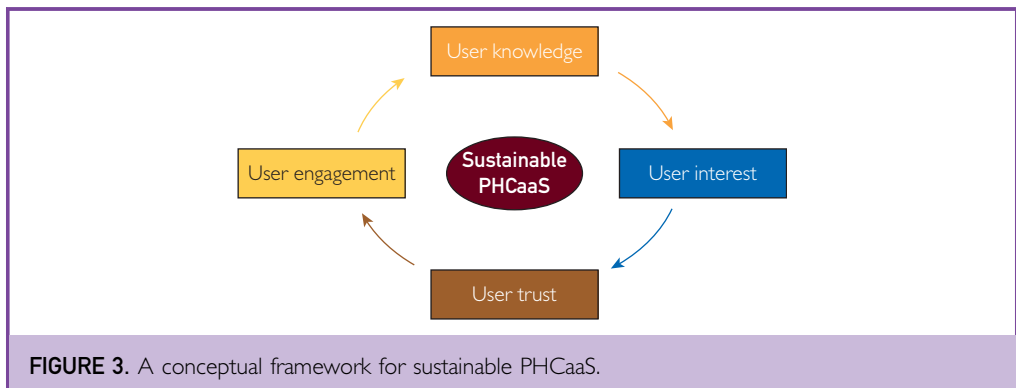 User knowledge
User engagement
Sustainable
PHCaaS
User interest
User trust
FIGURE 3. A conceptual framework for sustainable PHCaaS.